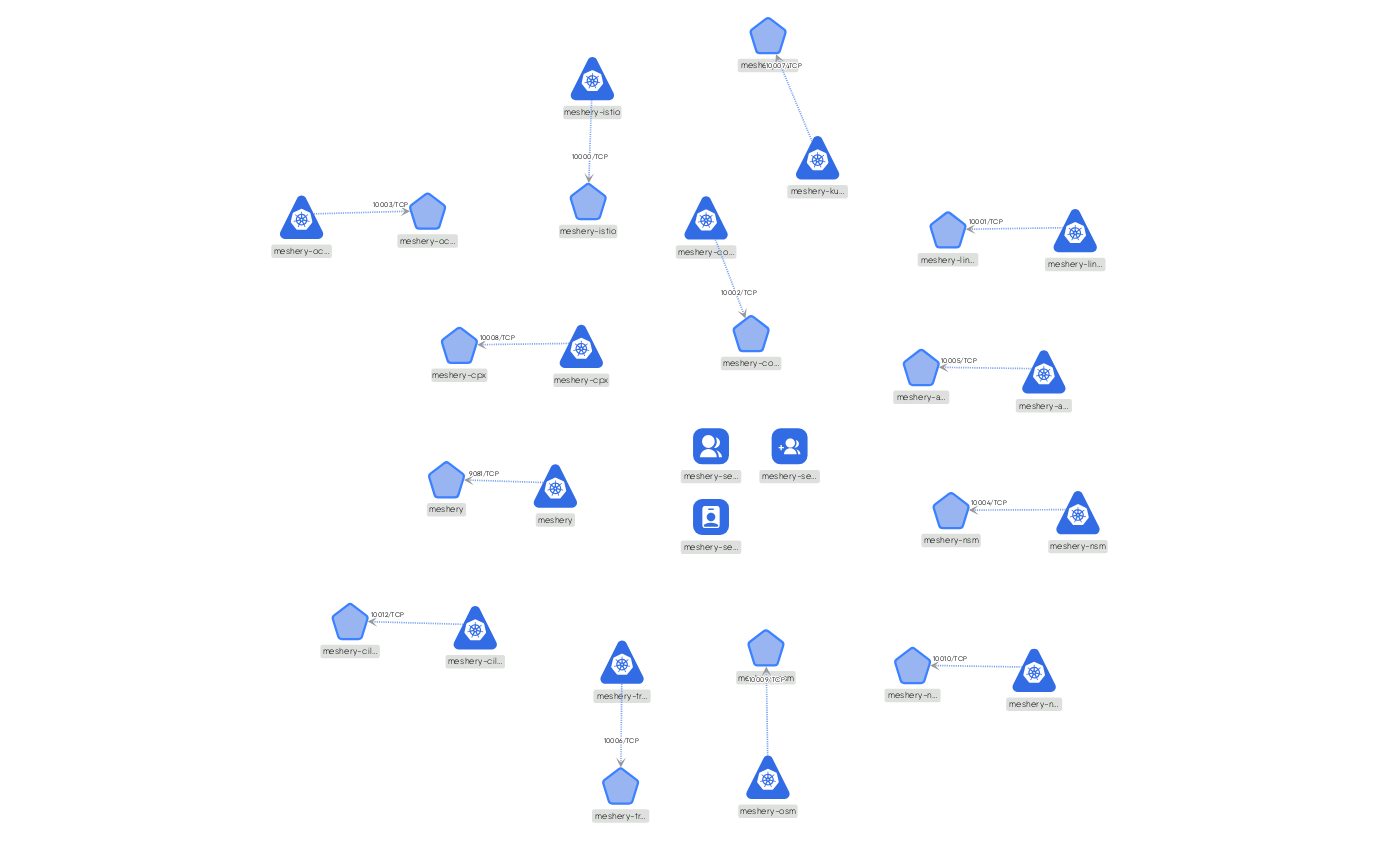 10007/TCP
meshery-istio
10000/TCP
meshery-ku...
10003/TCP
10001/TCP
meshery-istio
meshery-oc...
meshery-oc...
meshery-co...
meshery-lin...
meshery-lin...
10002/TCP
10008/TCP
meshery-co...
10005/TCP
meshery-cpx
meshery-cpx
meshery-a...
meshery-a...
9081/TCP
meshery-se...
meshery-se...
10004/TCP
meshery
meshery
meshery-se...
meshery-nsm
meshery-nsm
10012/TCP
meshery-cil...
meshery-cil...
10010/TCP
10009/TCP
meshery-tr...
meshery-n...
meshery-n...
10006/TCP
meshery-tr...
meshery-osm